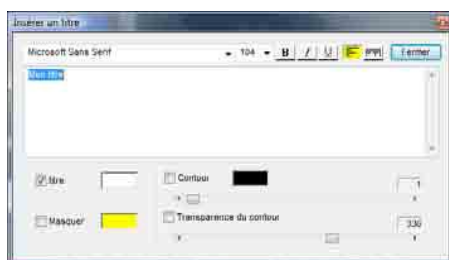 Insérer un titre
Microsoft Sans Serif 104 B I U Fermer
Mon titre
titre
Contour
1
Masquer
Transparence du contour
330